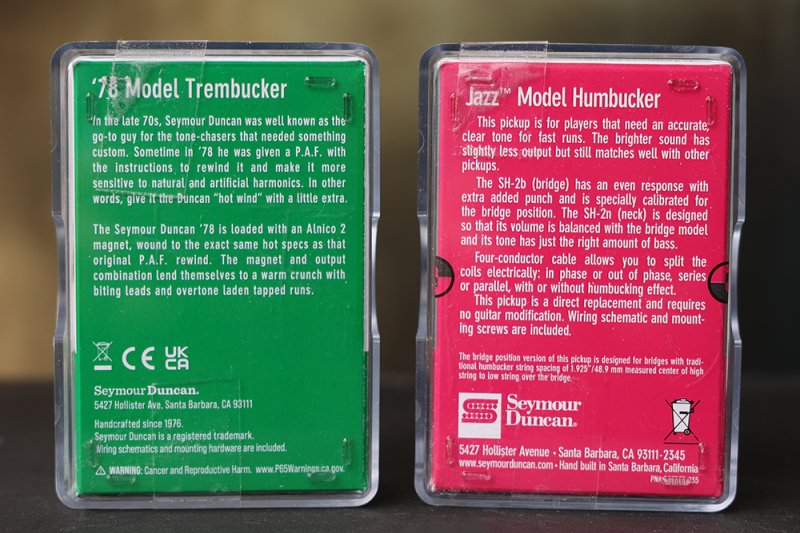 '78 Model Trembucker
In the late 70s, Seymour Duncan was well known as the
go-to guy for the tone-chasers that needed something
custom. Sometime in '78 he was given a P.A.F. with
the instructions to rewind it and make it more
sensitive to natural and artificial harmonics. In other
words, give it the Duncan "hot wind" with a little extra.
The Seymour Duncan '78 is loaded with an Alnico 2
magnet, wound to the exact same hot specs as that
original P.A.F. rewind. The magnet and output
combination lend themselves to a warm crunch with
biting leads and overtone laden tapped runs.
CE UK
CA
Seymour Duncan.
5427 Hollister Ave, Santa Barbara, CA 93111
Handcrafted since 1976.
Seymour Duncan is a registered trademark.
Wiring schematics and mounting hardware are included.
WARNING: Cancer and Reproductive Harm. www.P65Warnings.ca.gov.
Jazz™ Model Humbucker
This pickup is for players that need an accurate,
clear tone for fast runs. The brighter sound has
slightly less output but still matches well with other
pickups.
The SH-2b (bridge) has an even response with
extra added punch and is specially calibrated for
the bridge position. The SH-2n (neck) is designed
so that its volume is balanced with the bridge model
and its tone has just the right amount of bass.
Four-conductor cable allows you to split the
coils electrically: in phase or out of phase, series
or parallel, with or without humbucking effect.
This pickup is a direct replacement and requires
no guitar modification. Wiring schematic and mount-
ing screws are included.
The bridge position version of this pickup is designed for bridges with tradi-
tional humbucker string spacing of 1.925"/48.9 mm measured center of high
string to low string over the bridge.
Seymour
Duncan®
5427 Hollister Avenue • Santa Barbara, CA 93111-2345
www.seymourduncan.com • Hand built in Santa Barbara, California